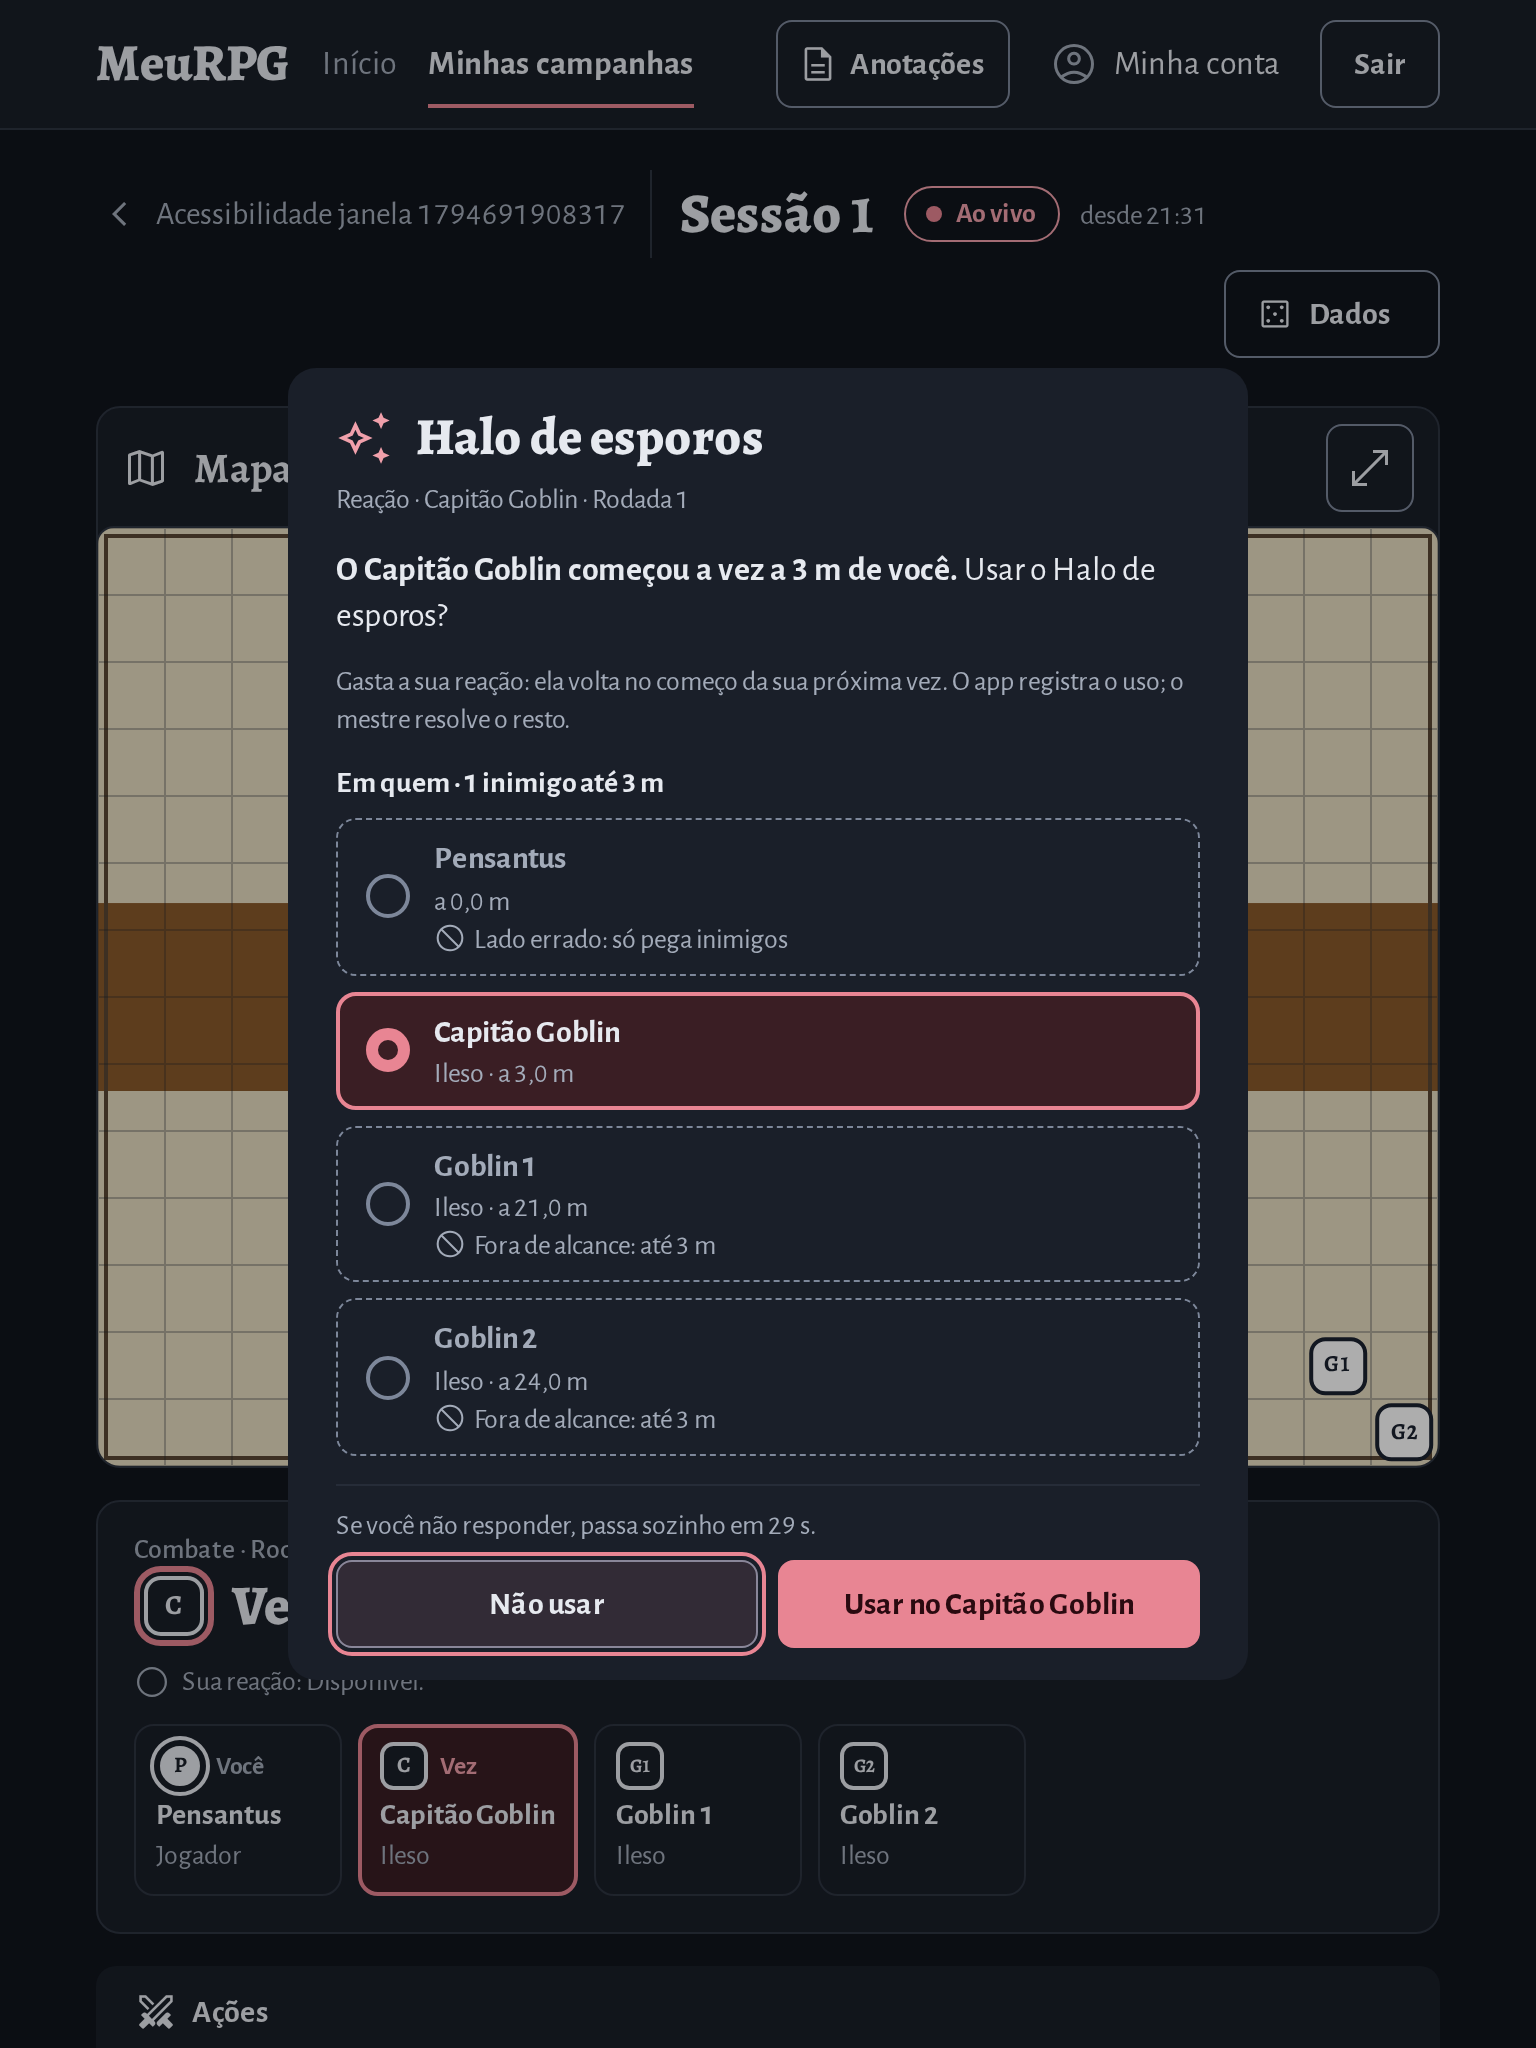 MeuRPG
Início
Minhas campanhas
Anotações
Minha conta
Sair
Acessibilidade janela 1794691908317
Sessão 1
Ao vivo
desde 21:31
Dados
Mapa
Halo de esporos
Reação · Capitão Goblin · Rodada 1
O Capitão Goblin começou a vez a 3 m de você. Usar o Halo de
esporos?
Gasta a sua reação: ela volta no começo da sua próxima vez. O app registra o uso; o
mestre resolve o resto.
Em quem · 1 inimigo até 3 m
Pensantus
a 0,0 m
Lado errado: só pega inimigos
Capitão Goblin
Ileso · a 3,0 m
Goblin 1
Ileso · a 21,0 m
Fora de alcance: até 3 m
Goblin 2
Ileso · a 24,0 m
Fora de alcance: até 3 m
G1
G2
Se você não responder, passa sozinho em 29 s.
Não usar
Usar no Capitão Goblin
Combate
C
Sua reação: Disponível.
P
Você
Pensantus
Jogador
C
Vez
Capitão Goblin
Ileso
G1
Goblin 1
Ileso
G2
Goblin 2
Ileso
Ações